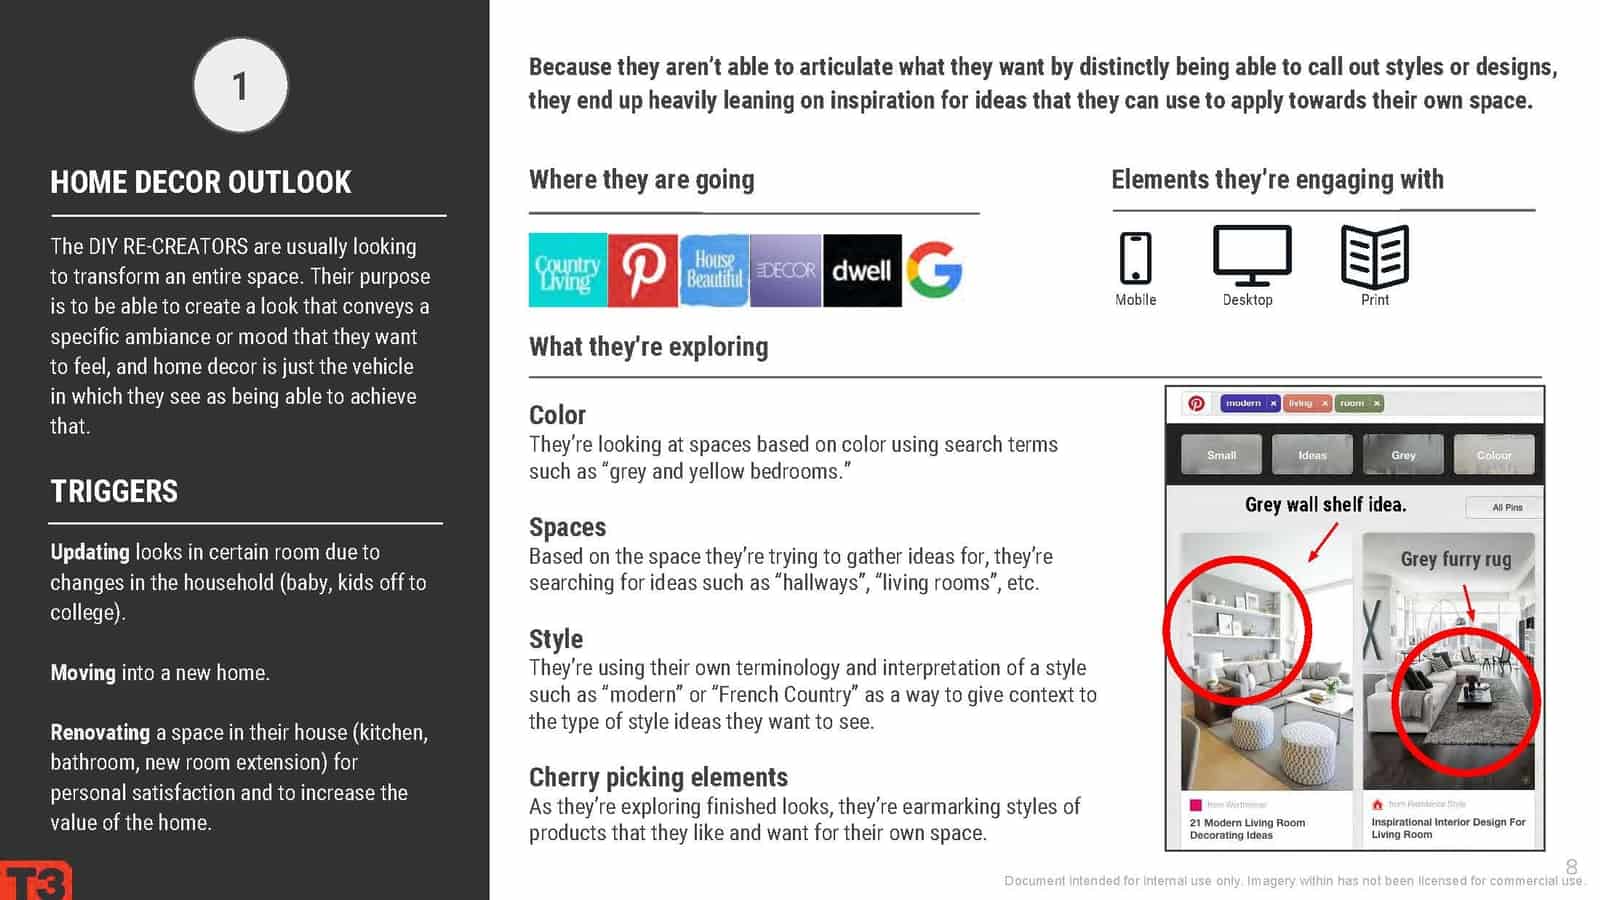 1
HOME DECOR OUTLOOK
The DIY RE-CREATORS are usually looking
to transform an entire space. Their purpose
is to be able to create a look that conveys a
specific ambiance or mood that they want
to feel, and home decor is just the vehicle
in which they see as being able to achieve
that.
TRIGGERS
Updating looks in certain room due to
changes in the household (baby, kids off to
college).
Moving into a new home.
Renovating a space in their house (kitchen,
bathroom, new room extension) for
personal satisfaction and to increase the
value of the home.
T3
Because they aren't able to articulate what they want by distinctly being able to call out styles or designs,
they end up heavily leaning on inspiration for ideas that they can use to apply towards their own space.
Where they are going
Country
Living
House
Beautiful
ELLE DECOR
dwell
G
Elements they're engaging with
Mobile
Desktop
Print
What they're exploring
Color
They're looking at spaces based on color using search terms
such as “grey and yellow bedrooms.”
Spaces
Based on the space they're trying to gather ideas for, they're
searching for ideas such as “hallways”, “living rooms”, etc.
Style
They're using their own terminology and interpretation of a style
such as “modern” or “French Country” as a way to give context to
the type of style ideas they want to see.
Cherry picking elements
As they're exploring finished looks, they're earmarking styles of
products that they like and want for their own space.
modern x living x room x
Small Ideas Grey Colour
Grey wall shelf idea.
All Pins
Grey furry rug
from Wertheimer
21 Modern Living Room
Decorating Ideas
from Residence Style
Inspirational Interior Design For
Living Room
8
Document intended for internal use only. Imagery within has not been licensed for commercial use.